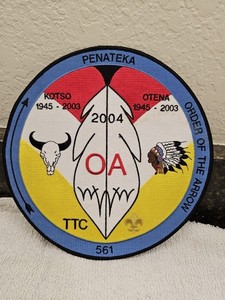 PENATEKA
KOTSO
1945 - 2003
OTENA
1945 - 2003
2004
ORDER OF THE ARROW
OA
TTC
561